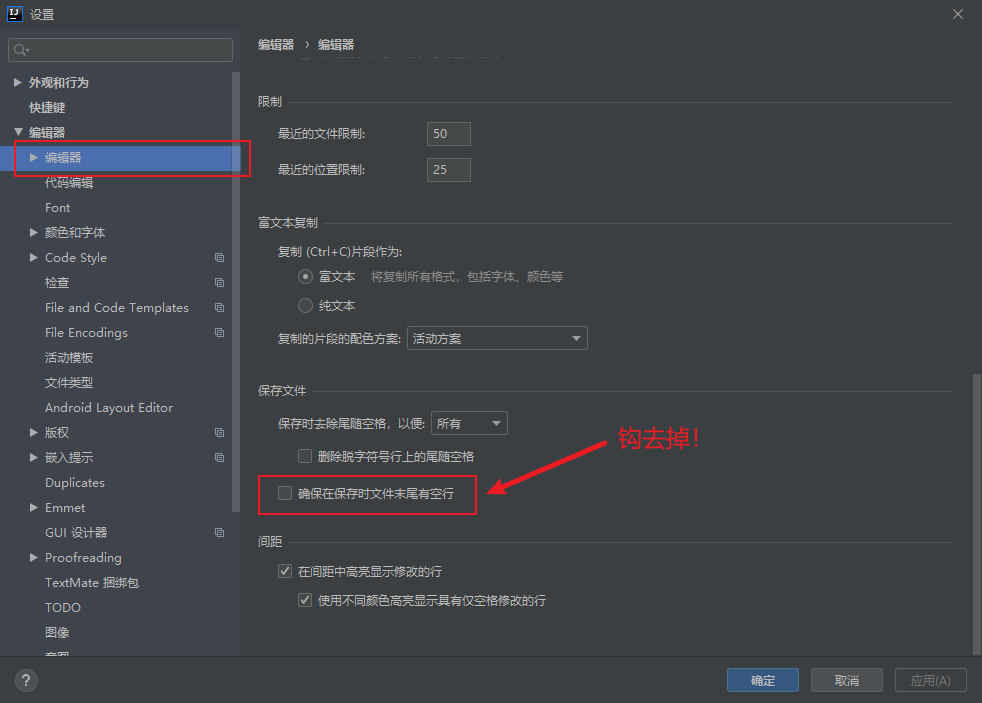 设置
外观和行为
快捷键
编辑器
编辑器
代码编辑
Font
颜色和字体
Code Style
检查
File and Code Templates
File Encodings
活动模板
文件类型
Android Layout Editor
版权
嵌入提示
Duplicates
Emmet
GUI 设计器
Proofreading
TextMate 捆绑包
TODO
图像
编辑器 › 编辑器
限制
最近的文件限制: 50
最近的位置限制: 25
富文本复制
复制 (Ctrl+C)片段作为:
富文本 将复制所有格式，包括字体、颜色等
纯文本
复制的片段的配色方案: 活动方案
保存文件
保存时去除尾随空格，以便: 所有
删除脱字符号行上的尾随空格
确保在保存时文件末尾有空行
钩去掉！
间距
在间距中高亮显示修改的行
使用不同颜色高亮显示具有仅空格修改的行
? 确定 取消 应用(A)